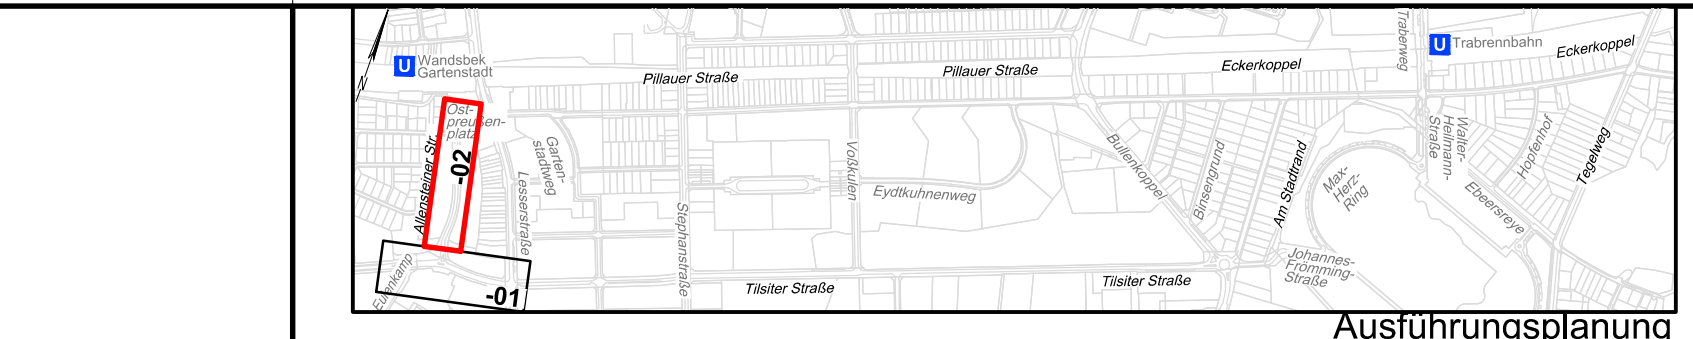 N
U Wandsbek
Gartenstadt
Pillauer Straße
Pillauer Straße
Eckerkoppel
Traberweg
U Trabrennbahn
Eckerkoppel
Ost-
preußen-
platz
-02
Allensteiner Str.
Garten-
stadtweg
Lesserstraße
Stephanstraße
Voßkulen
Eydtkuhnenweg
Bullenkoppel
Binsengrund
Am Stadtrand
Max-
Herz-
Ring
Walter-
Heilmann-
Straße
Hopfenhof
Tegelweg
Ebeersreye
Eulenkamp
-01
Tilsiter Straße
Tilsiter Straße
Johannes-
Frömming-
Straße
Ausführungsplanung